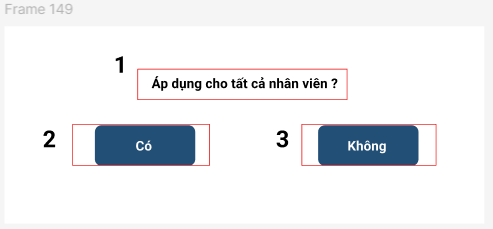 Frame 149
1
Áp dụng cho tất cả nhân viên ?
2
Có
3
Không